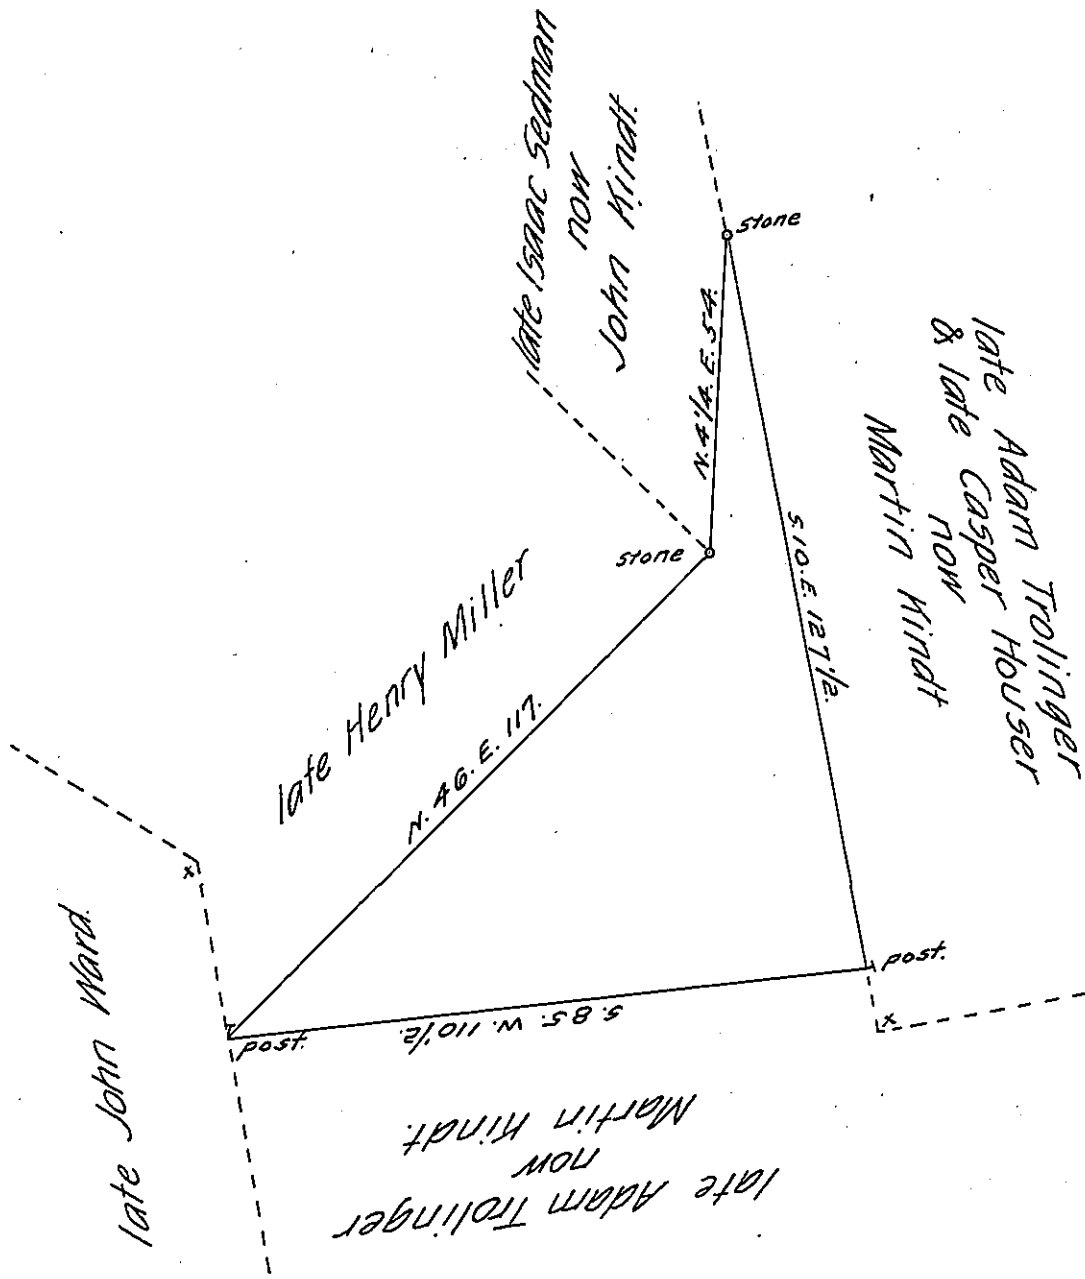 late Isaac Sedman
now
John Kindt.
stone
N. 4 1/4. E. 54.
late Adam Trolinger
& late Casper Houser
now
Martin Kindt
stone
S. 10. E. 127 1/2.
late Henry Miller
N. 46. E. 117.
x
late John Ward.
post.
S. 85. W. 110 1/2.
post.
x
late Adam Trolinger
now
Martin Kindt.